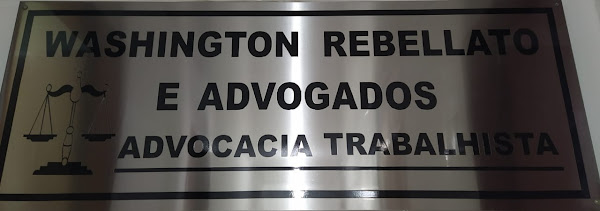 WASHINGTON REBELLATO
E ADVOGADOS
ADVOCACIA TRABALHISTA